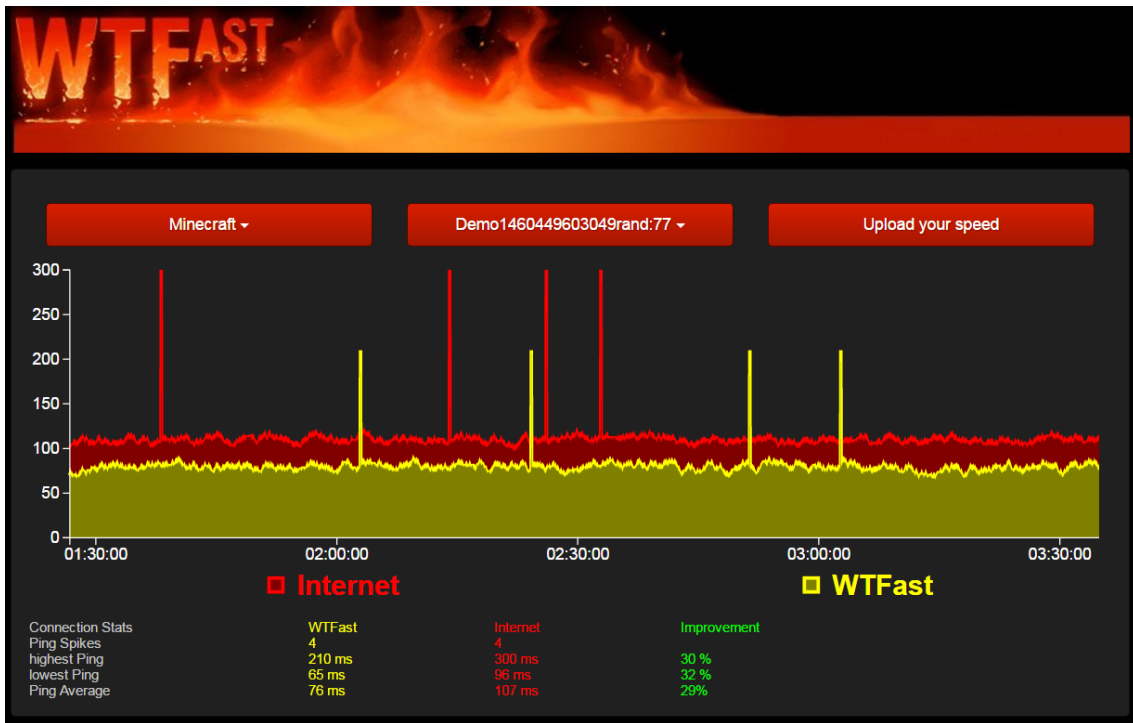 WTFAST
Minecraft
Demo1460449603049rand:77
Upload your speed
300
250
200
150
100
50
0
01:30:00 02:00:00 02:30:00 03:00:00 03:30:00
Internet WTFast
Connection Stats WTFast Internet Improvement
Ping Spikes 4 4
highest Ping 210 ms 300 ms 30 %
lowest Ping 65 ms 96 ms 32 %
Ping Average 76 ms 107 ms 29%